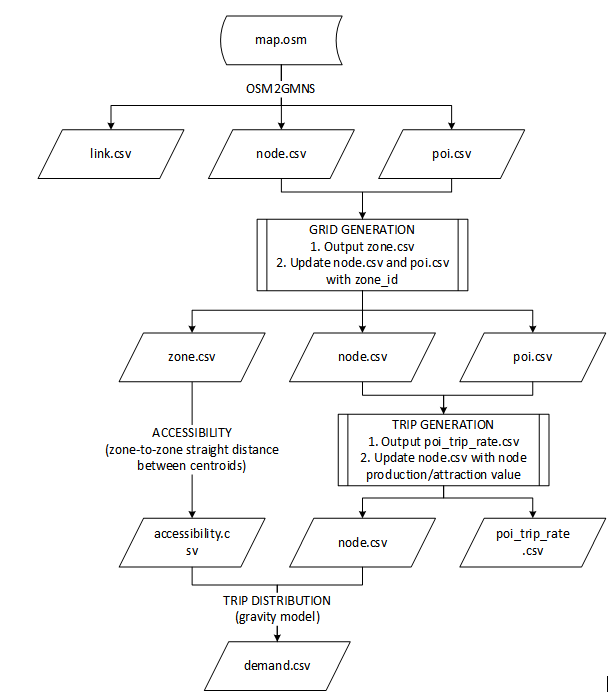 map.osm
OSM2GMNS
link.csv
node.csv
poi.csv
GRID GENERATION
1. Output zone.csv
2. Update node.csv and poi.csv
with zone_id
zone.csv
node.csv
poi.csv
ACCESSIBILITY
(zone-to-zone straight distance
between centroids)
TRIP GENERATION
1. Output poi_trip_rate.csv
2. Update node.csv with node
production/attraction value
accessibility.c
sv
node.csv
poi_trip_rate
.csv
TRIP DISTRIBUTION
(gravity model)
demand.csv